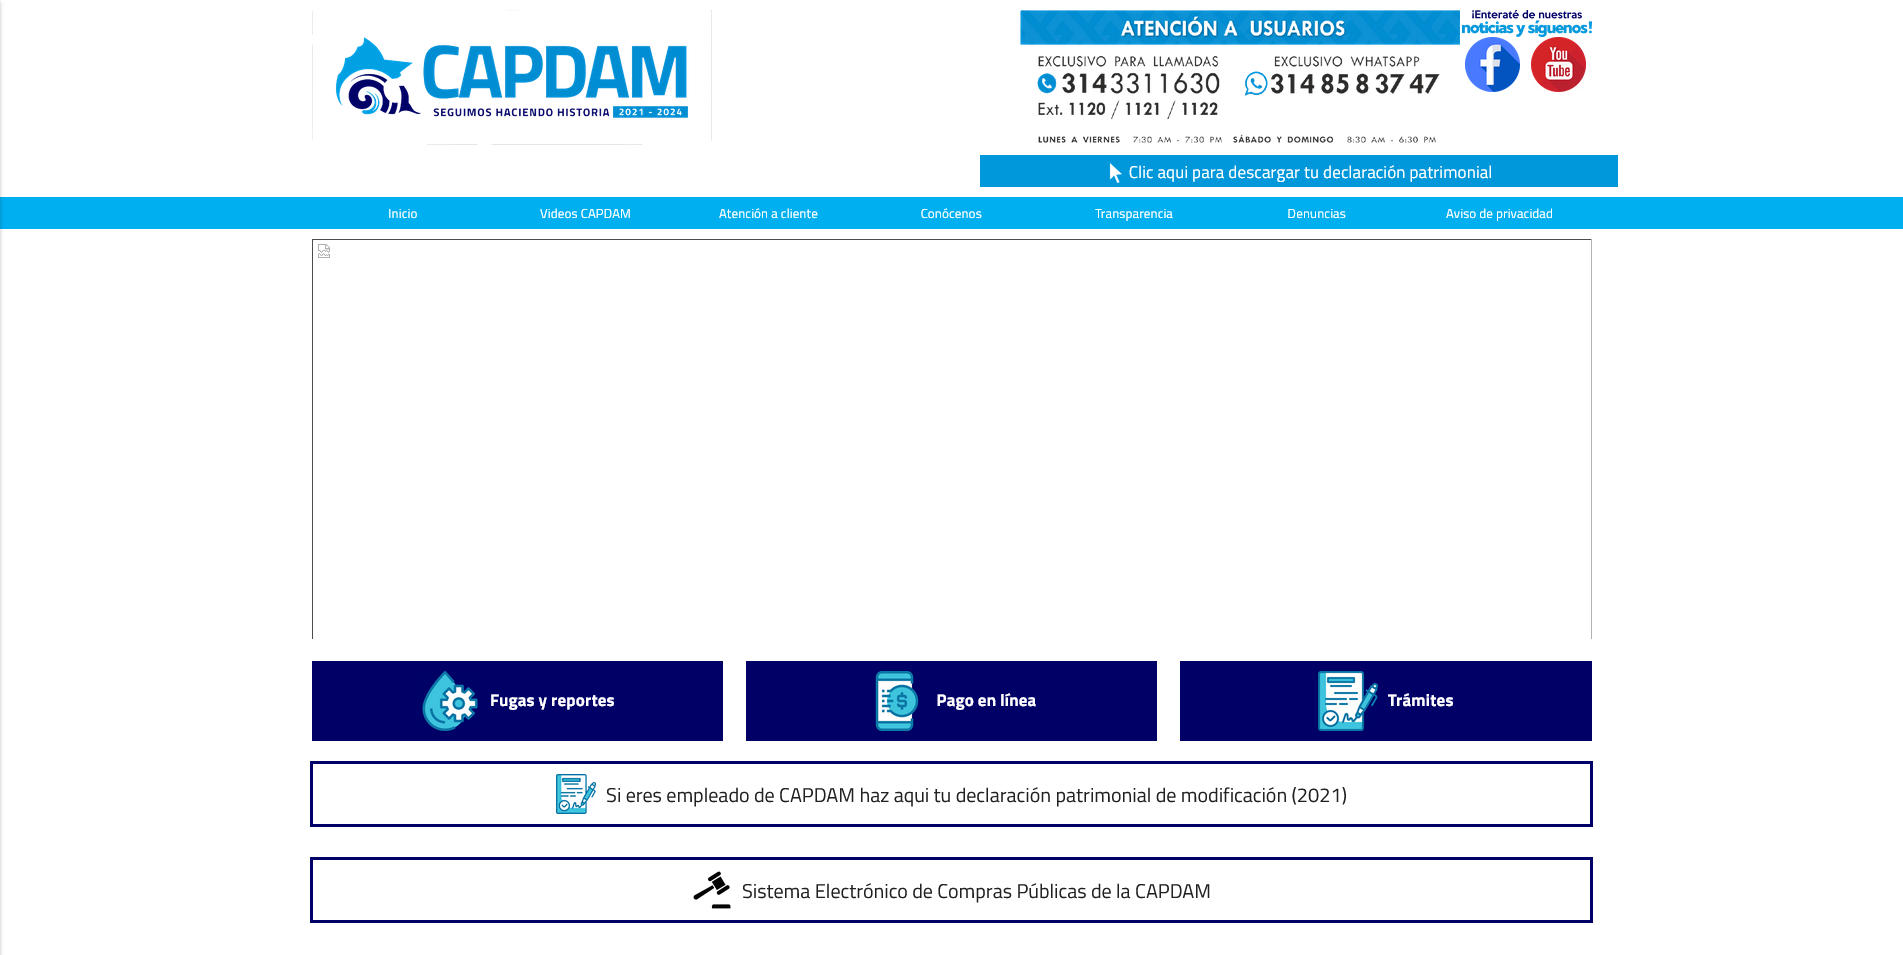 CAPDAM
SEGUIMOS HACIENDO HISTORIA 2021 - 2024
ATENCIÓN A USUARIOS
EXCLUSIVO PARA LLAMADAS
314 3311630
Ext. 1120 / 1121 / 1122
EXCLUSIVO WHATSAPP
314 85 8 37 47
LUNES A VIERNES 7:30 AM - 7:30 PM SÁBADO Y DOMINGO 8:30 AM - 6:30 PM
¡Enteraté de nuestras
noticias y síguenos!
f
You
Tube
Clic aqui para descargar tu declaración patrimonial
Inicio
Videos CAPDAM
Atención a cliente
Conócenos
Transparencia
Denuncias
Aviso de privacidad
Fugas y reportes
$
Pago en línea
Trámites
Si eres empleado de CAPDAM haz aqui tu declaración patrimonial de modificación (2021)
Sistema Electrónico de Compras Públicas de la CAPDAM